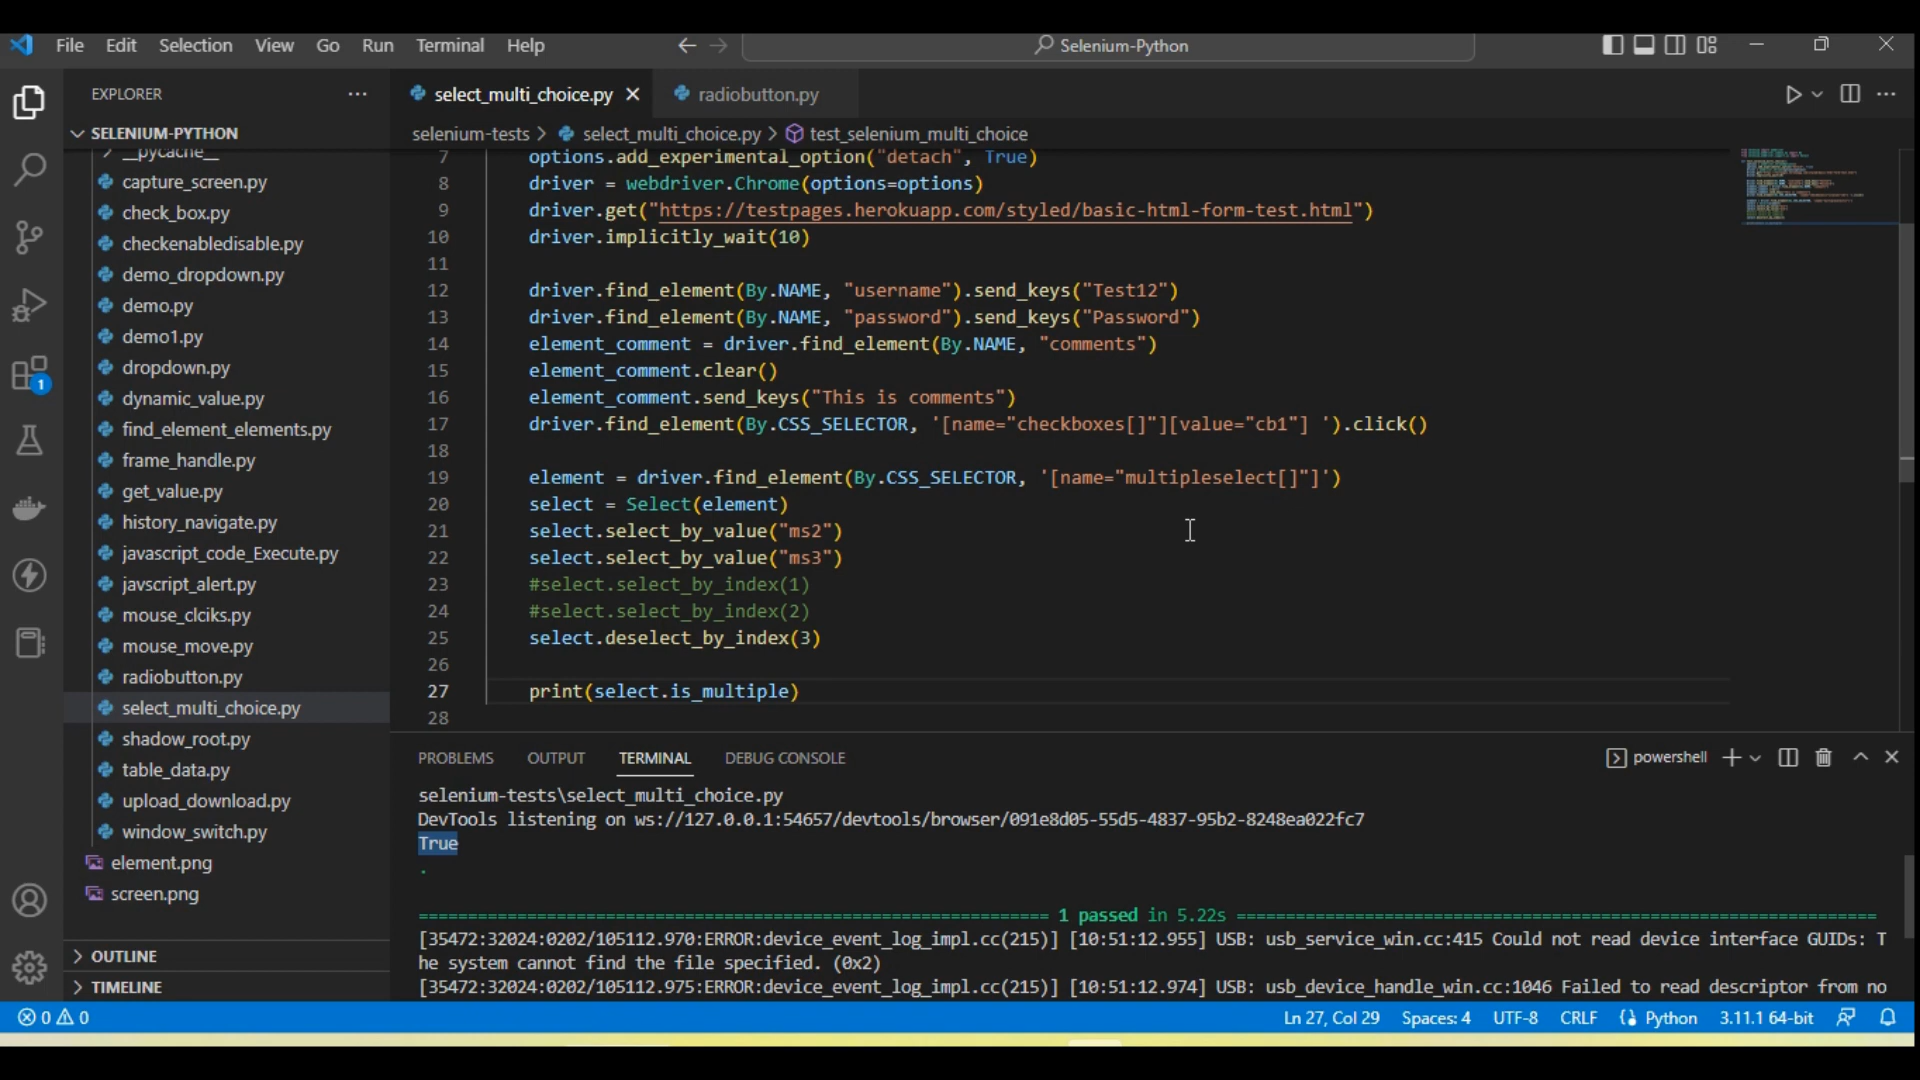 File Edit Selection View Go Run Terminal Help
Selenium-Python
EXPLORER
select_multi_choice.py
radiobutton.py
SELENIUM-PYTHON
selenium-tests > select_multi_choice.py > test_selenium_multi_choice
__pycache__
capture_screen.py
check_box.py
checkenabledisable.py
demo_dropdown.py
demo.py
demo1.py
dropdown.py
dynamic_value.py
find_element_elements.py
frame_handle.py
get_value.py
history_navigate.py
javascript_code_Execute.py
javscript_alert.py
mouse_clciks.py
mouse_move.py
radiobutton.py
select_multi_choice.py
shadow_root.py
table_data.py
upload_download.py
window_switch.py
element.png
screen.png
OUTLINE
TIMELINE
1
7 options.add_experimental_option("detach", True)
8 driver = webdriver.Chrome(options=options)
9 driver.get("https://testpages.herokuapp.com/styled/basic-html-form-test.html")
10 driver.implicitly_wait(10)
11
12 driver.find_element(By.NAME, "username").send_keys("Test12")
13 driver.find_element(By.NAME, "password").send_keys("Password")
14 element_comment = driver.find_element(By.NAME, "comments")
15 element_comment.clear()
16 element_comment.send_keys("This is comments")
17 driver.find_element(By.CSS_SELECTOR, '[name="checkboxes[]"][value="cb1"] ').click()
18
19 element = driver.find_element(By.CSS_SELECTOR, '[name="multipleselect[]"]')
20 select = Select(element)
21 select.select_by_value("ms2")
22 select.select_by_value("ms3")
23 #select.select_by_index(1)
24 #select.select_by_index(2)
25 select.deselect_by_index(3)
26
27 print(select.is_multiple)
28
PROBLEMS OUTPUT TERMINAL DEBUG CONSOLE
powershell
selenium-tests\select_multi_choice.py
DevTools listening on ws://127.0.0.1:54657/devtools/browser/091e8d05-55d5-4837-95b2-8248ea022fc7
True
.
========================================================== 1 passed in 5.22s ===========================================================
[35472:32024:0202/105112.970:ERROR:device_event_log_impl.cc(215)] [10:51:12.955] USB: usb_service_win.cc:415 Could not read device interface GUIDs: T
he system cannot find the file specified. (0x2)
[35472:32024:0202/105112.975:ERROR:device_event_log_impl.cc(215)] [10:51:12.974] USB: usb_device_handle_win.cc:1046 Failed to read descriptor from no
0 0
Ln 27, Col 29 Spaces: 4 UTF-8 CRLF Python 3.11.1 64-bit